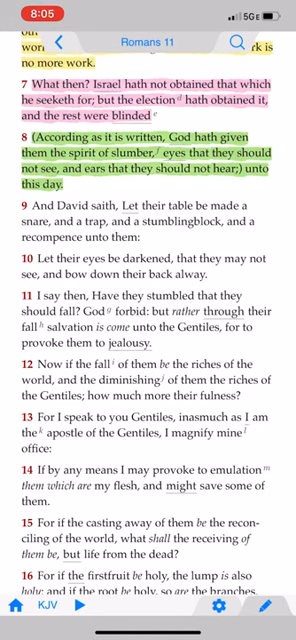 8:05
5GE
Romans 11
wor rk is
no more work.
7 What then? Israel hath not obtained that which
he seeketh for; but the election d hath obtained it,
and the rest were blinded e
8 (According as it is written, God hath given
them the spirit of slumber, f eyes that they should
not see, and ears that they should not hear;) unto
this day.
9 And David saith, Let their table be made a
snare, and a trap, and a stumblingblock, and a
recompence unto them:
10 Let their eyes be darkened, that they may not
see, and bow down their back alway.
11 I say then, Have they stumbled that they
should fall? God g forbid: but rather through their
fall h salvation is come unto the Gentiles, for to
provoke them to jealousy.
12 Now if the fall i of them be the riches of the
world, and the diminishing j of them the riches of
the Gentiles; how much more their fulness?
13 For I speak to you Gentiles, inasmuch as I am
the k apostle of the Gentiles, I magnify mine l
office:
14 If by any means I may provoke to emulation m
them which are my flesh, and might save some of
them.
15 For if the casting away of them be the recon-
ciling of the world, what shall the receiving of
them be, but life from the dead?
16 For if the firstfruit be holy, the lump is also
holy: and if the root be holy, so are the branches.
KJV